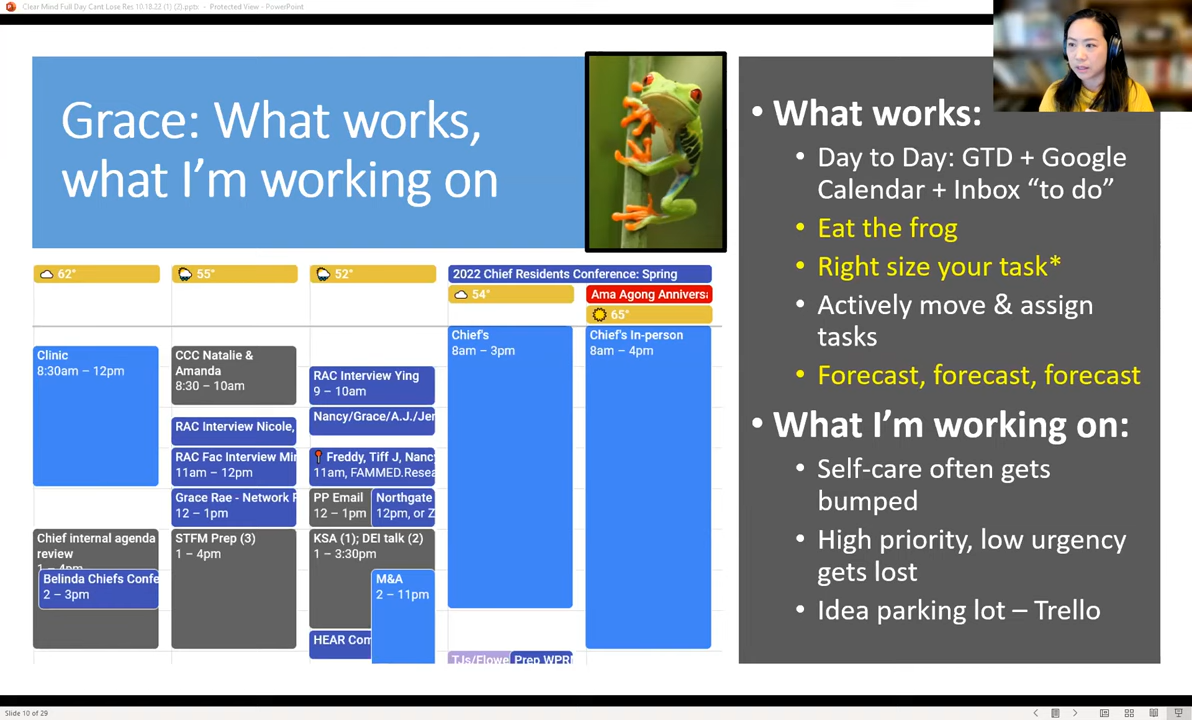 Clear Mind Full Day Cant Lose Res 10.18.22 (1) (2).pptx - Protected View - PowerPoint
Grace: What works,
what I'm working on
• What works:
• Day to Day: GTD + Google
Calendar + Inbox “to do”
• Eat the frog
• Right size your task*
• Actively move & assign
tasks
• Forecast, forecast, forecast
• What I'm working on:
• Self-care often gets
bumped
• High priority, low urgency
gets lost
• Idea parking lot – Trello
62°
55°
52°
2022 Chief Residents Conference: Spring
54°
Ama Agong Annivers
65°
Clinic
8:30am – 12pm
Chief internal agenda
review
1 – 4pm
Belinda Chiefs Confe
2 – 3pm
CCC Natalie &
Amanda
8:30 – 10am
RAC Interview Nicole,
RAC Fac Interview Min
11am – 12pm
Grace Rae - Network
12 – 1pm
STFM Prep (3)
1 – 4pm
RAC Interview Ying
9 – 10am
Nancy/Grace/A.J./Jer
Freddy, Tiff J, Nanc
11am, FAMMED.Resea
PP Email
12 – 1pm
Northgate
12pm, or Z
KSA (1); DEI talk (2)
1 – 3:30pm
M&A
2 – 11pm
HEAR Com
Chief's
8am – 3pm
TJs/Flowe
Prep WPR
Chief's In-person
8am – 4pm
Slide 10 of 29